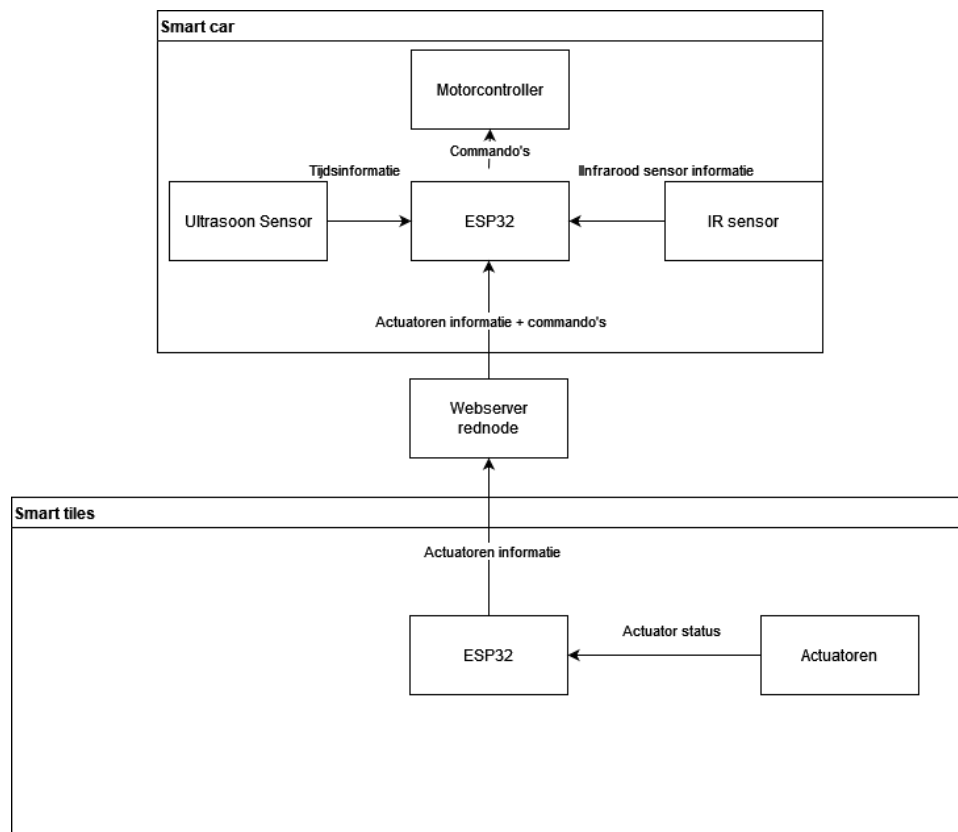 Smart car
Motorcontroller
Commando's
Tijdsinformatie
IInfrarood sensor informatie
Ultrasoon Sensor
ESP32
IR sensor
Actuatoren informatie + commando's
Webserver
rednode
Smart tiles
Actuatoren informatie
Actuator status
ESP32
Actuatoren